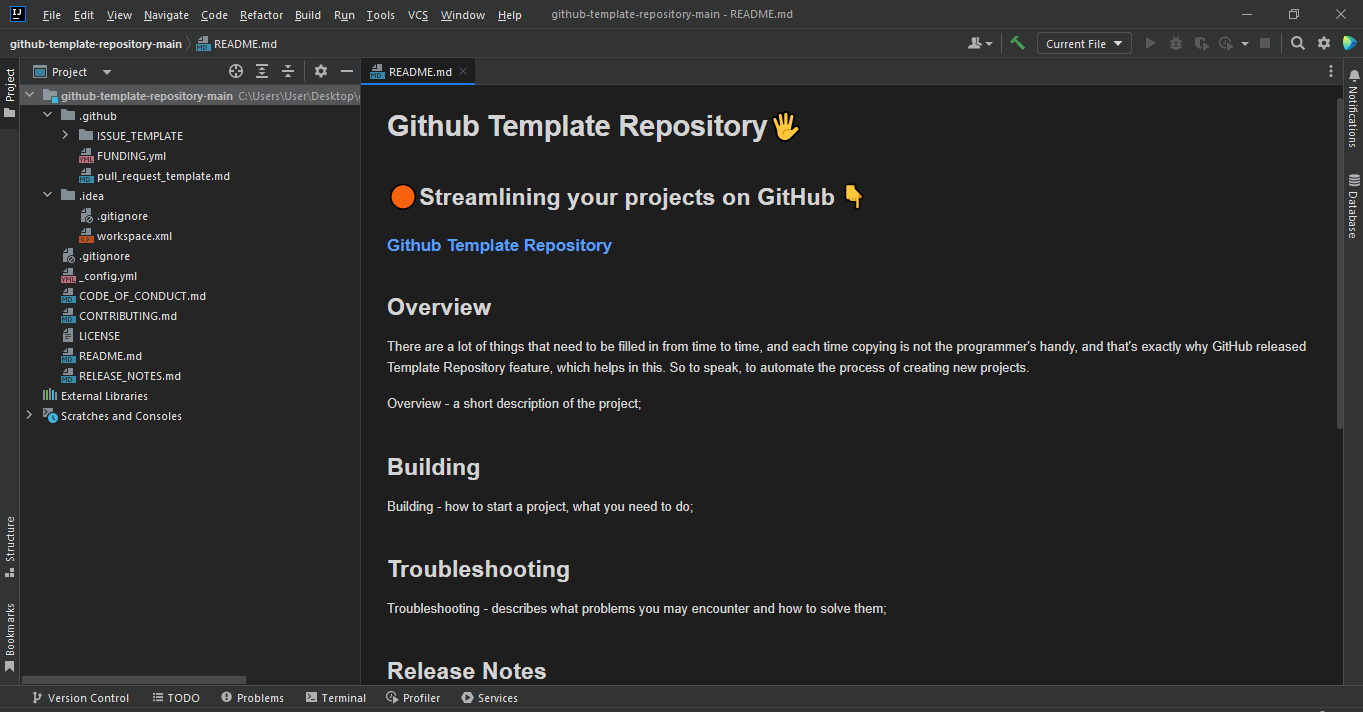 IJ File Edit View Navigate Code Refactor Build Run Tools VCS Window Help github-template-repository-main - README.md
github-template-repository-main README.md Current File
Project
Project README.md
github-template-repository-main C:\Users\User\Desktop\
.github
ISSUE_TEMPLATE
FUNDING.yml
pull_request_template.md
.idea
.gitignore
workspace.xml
.gitignore
_config.yml
CODE_OF_CONDUCT.md
CONTRIBUTING.md
LICENSE
README.md
RELEASE_NOTES.md
External Libraries
Scratches and Consoles
Structure
Bookmarks
Github Template Repository🖐
🟠Streamlining your projects on GitHub 👇
Github Template Repository
Overview
There are a lot of things that need to be filled in from time to time, and each time copying is not the programmer's handy, and that's exactly why GitHub released
Template Repository feature, which helps in this. So to speak, to automate the process of creating new projects.
Overview - a short description of the project;
Building
Building - how to start a project, what you need to do;
Troubleshooting
Troubleshooting - describes what problems you may encounter and how to solve them;
Release Notes
Notifications
Database
Version Control TODO Problems Terminal Profiler Services